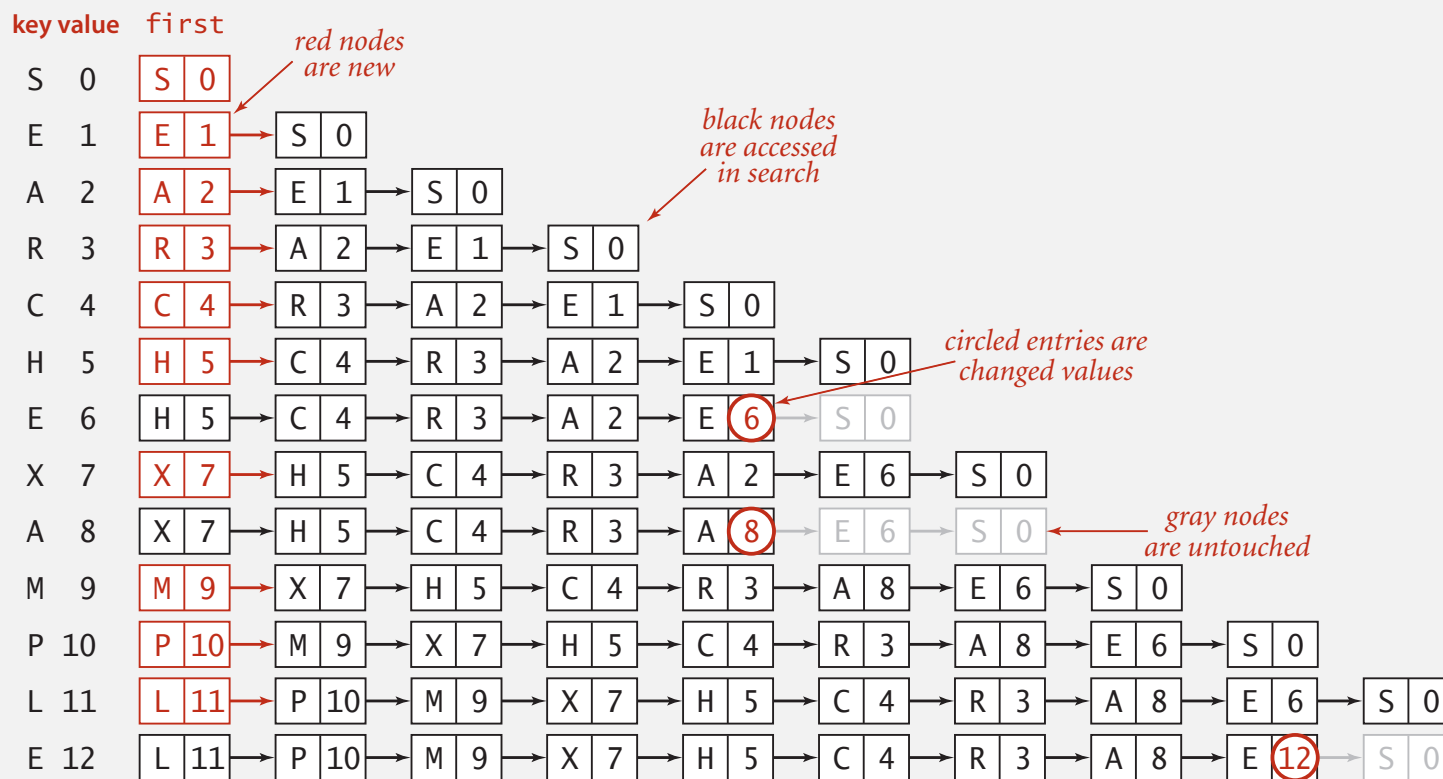 key value first
red nodes
are new
S 0 S 0
E 1 E 1 S 0
black nodes
are accessed
in search
A 2 A 2 E 1 S 0
R 3 R 3 A 2 E 1 S 0
C 4 C 4 R 3 A 2 E 1 S 0
circled entries are
changed values
H 5 H 5 C 4 R 3 A 2 E 1 S 0
E 6 H 5 C 4 R 3 A 2 E 6 S 0
X 7 X 7 H 5 C 4 R 3 A 2 E 6 S 0
A 8 X 7 H 5 C 4 R 3 A 8 E 6 S 0
gray nodes
are untouched
M 9 M 9 X 7 H 5 C 4 R 3 A 8 E 6 S 0
P 10 P 10 M 9 X 7 H 5 C 4 R 3 A 8 E 6 S 0
L 11 L 11 P 10 M 9 X 7 H 5 C 4 R 3 A 8 E 6 S 0
E 12 L 11 P 10 M 9 X 7 H 5 C 4 R 3 A 8 E 12 S 0